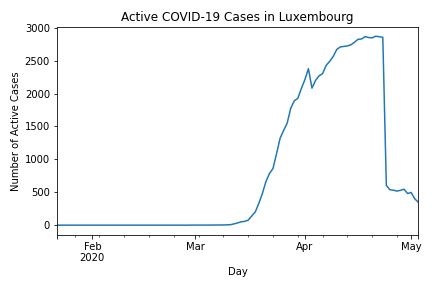 Active COVID-19 Cases in Luxembourg
Number of Active Cases
3000
2500
2000
1500
1000
500
0
Feb
2020
Mar
Apr
May
Day